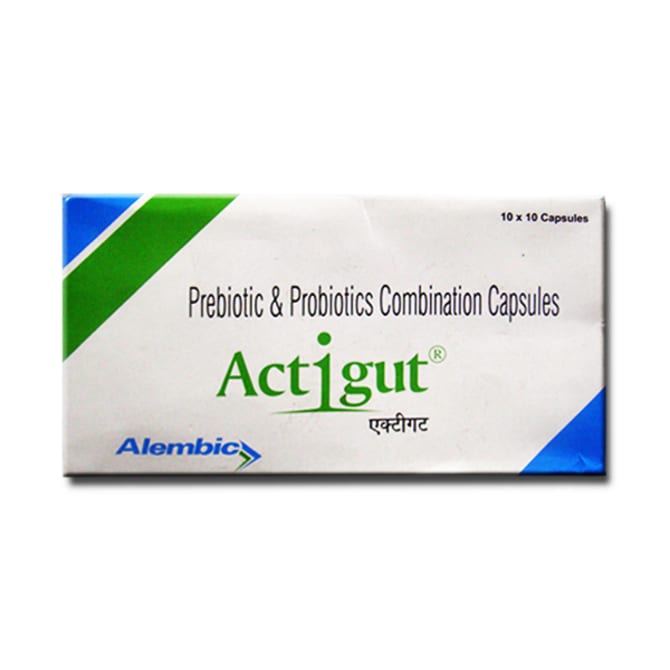 10 x 10 Capsules
Prebiotic & Probiotics Combination Capsules
Actigut®
एक्टीगट
Alembic